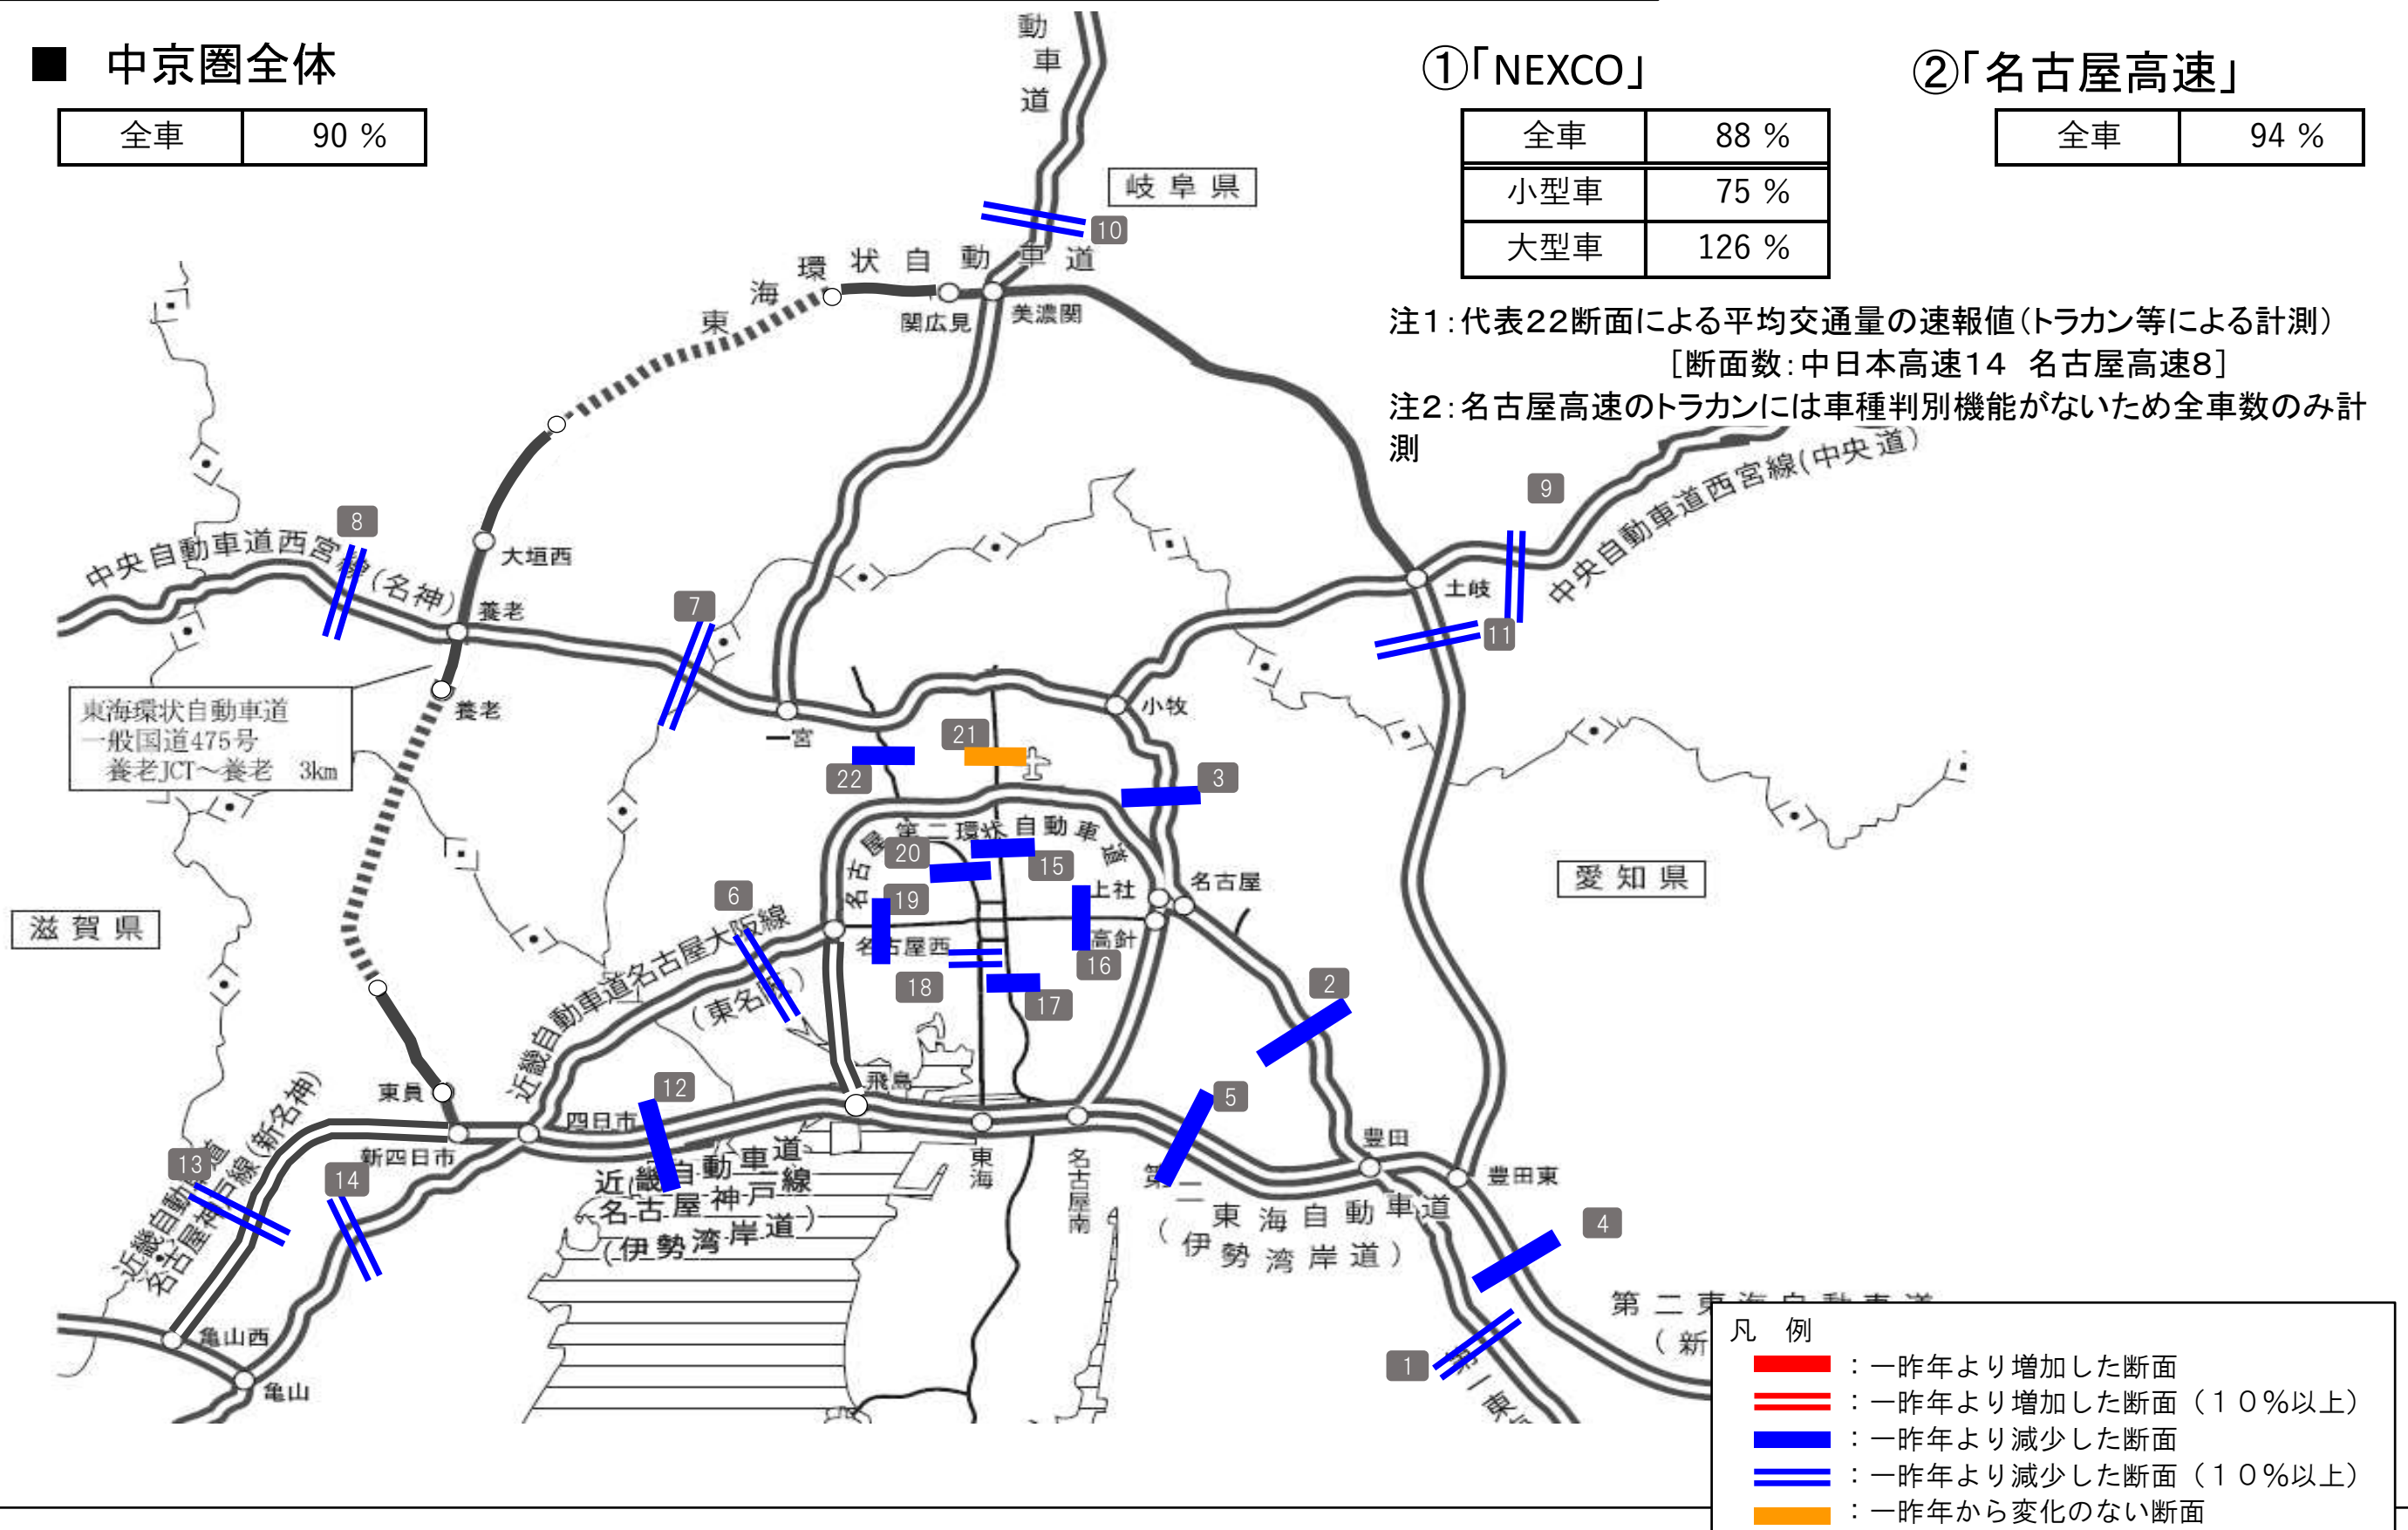 ■ 中京圏全体
全車 90 %
①「NEXCO」
全車 88 %
小型車 75 %
大型車 126 %
②「名古屋高速」
全車 94 %
注1：代表22断面による平均交通量の速報値（トラカン等による計測）
［断面数：中日本高速14 名古屋高速8］
注2：名古屋高速のトラカンには車種判別機能がないため全車数のみ計
測
動車道
岐阜県
10
東海環状自動車道
関広見
美濃関
9
中央自動車道西宮線(中央道)
8
中央自動車道西宮線(名神)
大垣西
養老
7
土岐
11
養老
東海環状自動車道
一般国道475号
養老JCT～養老 3km
一宮
小牧
21
22
3
名古屋第二環状自動車道
20
15
上社
名古屋
愛知県
19
6
滋賀県
名古屋西
高針
16
近畿自動車道名古屋大阪線
(東名阪)
18
17
2
飛島
東員
12
5
四日市
新四日市
13
14
近畿自動車道
名古屋神戸線(新名神)
近畿自動車道
名古屋神戸線
(伊勢湾岸道)
東海
名古屋南
豊田
豊田東
第二東海自動車道
(伊勢湾岸道)
4
亀山西
亀山
1
第二東海自動車道
(新
第一東
凡 例
：一昨年より増加した断面
：一昨年より増加した断面（１０％以上）
：一昨年より減少した断面
：一昨年より減少した断面（１０％以上）
：一昨年から変化のない断面